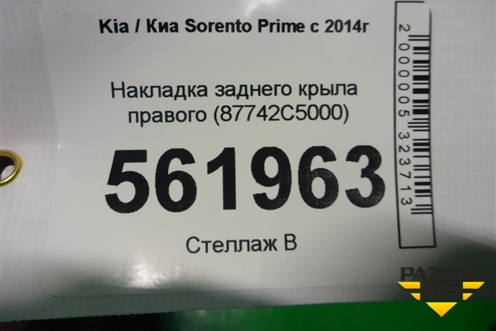 Kia / Киа Sorento Prime с 2014г
Накладка заднего крыла
правого (87742C5000)
561963
Стеллаж В
2000005323713